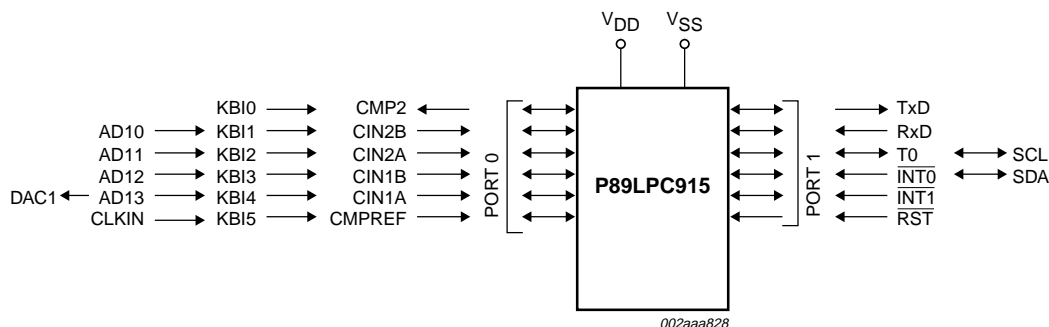 VDD VSS
KBI0 CMP2 TxD
AD10 KBI1 CIN2B RxD
AD11 KBI2 CIN2A T0 SCL
AD12 KBI3 CIN1B INT0 SDA
DAC1 AD13 KBI4 CIN1A INT1
CLKIN KBI5 CMPREF RST
PORT 0
P89LPC915
PORT 1
002aaa828